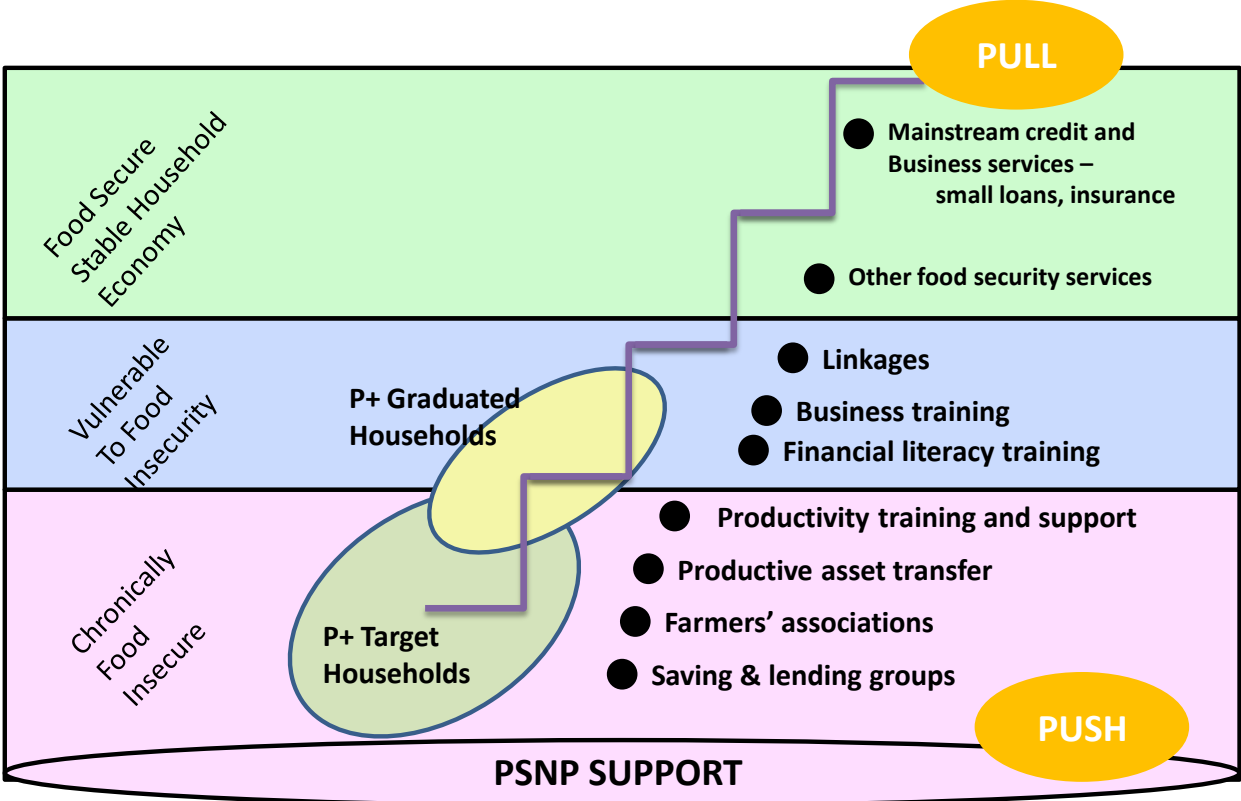 PULL
Food Secure
Stable Household
Economy
Mainstream credit and
Business services –
small loans, insurance
Other food security services
Vulnerable
To Food
Insecurity
P+ Graduated
Households
Linkages
Business training
Financial literacy training
Chronically
Food
Insecure
P+ Target
Households
Productivity training and support
Productive asset transfer
Farmers’ associations
Saving & lending groups
PUSH
PSNP SUPPORT